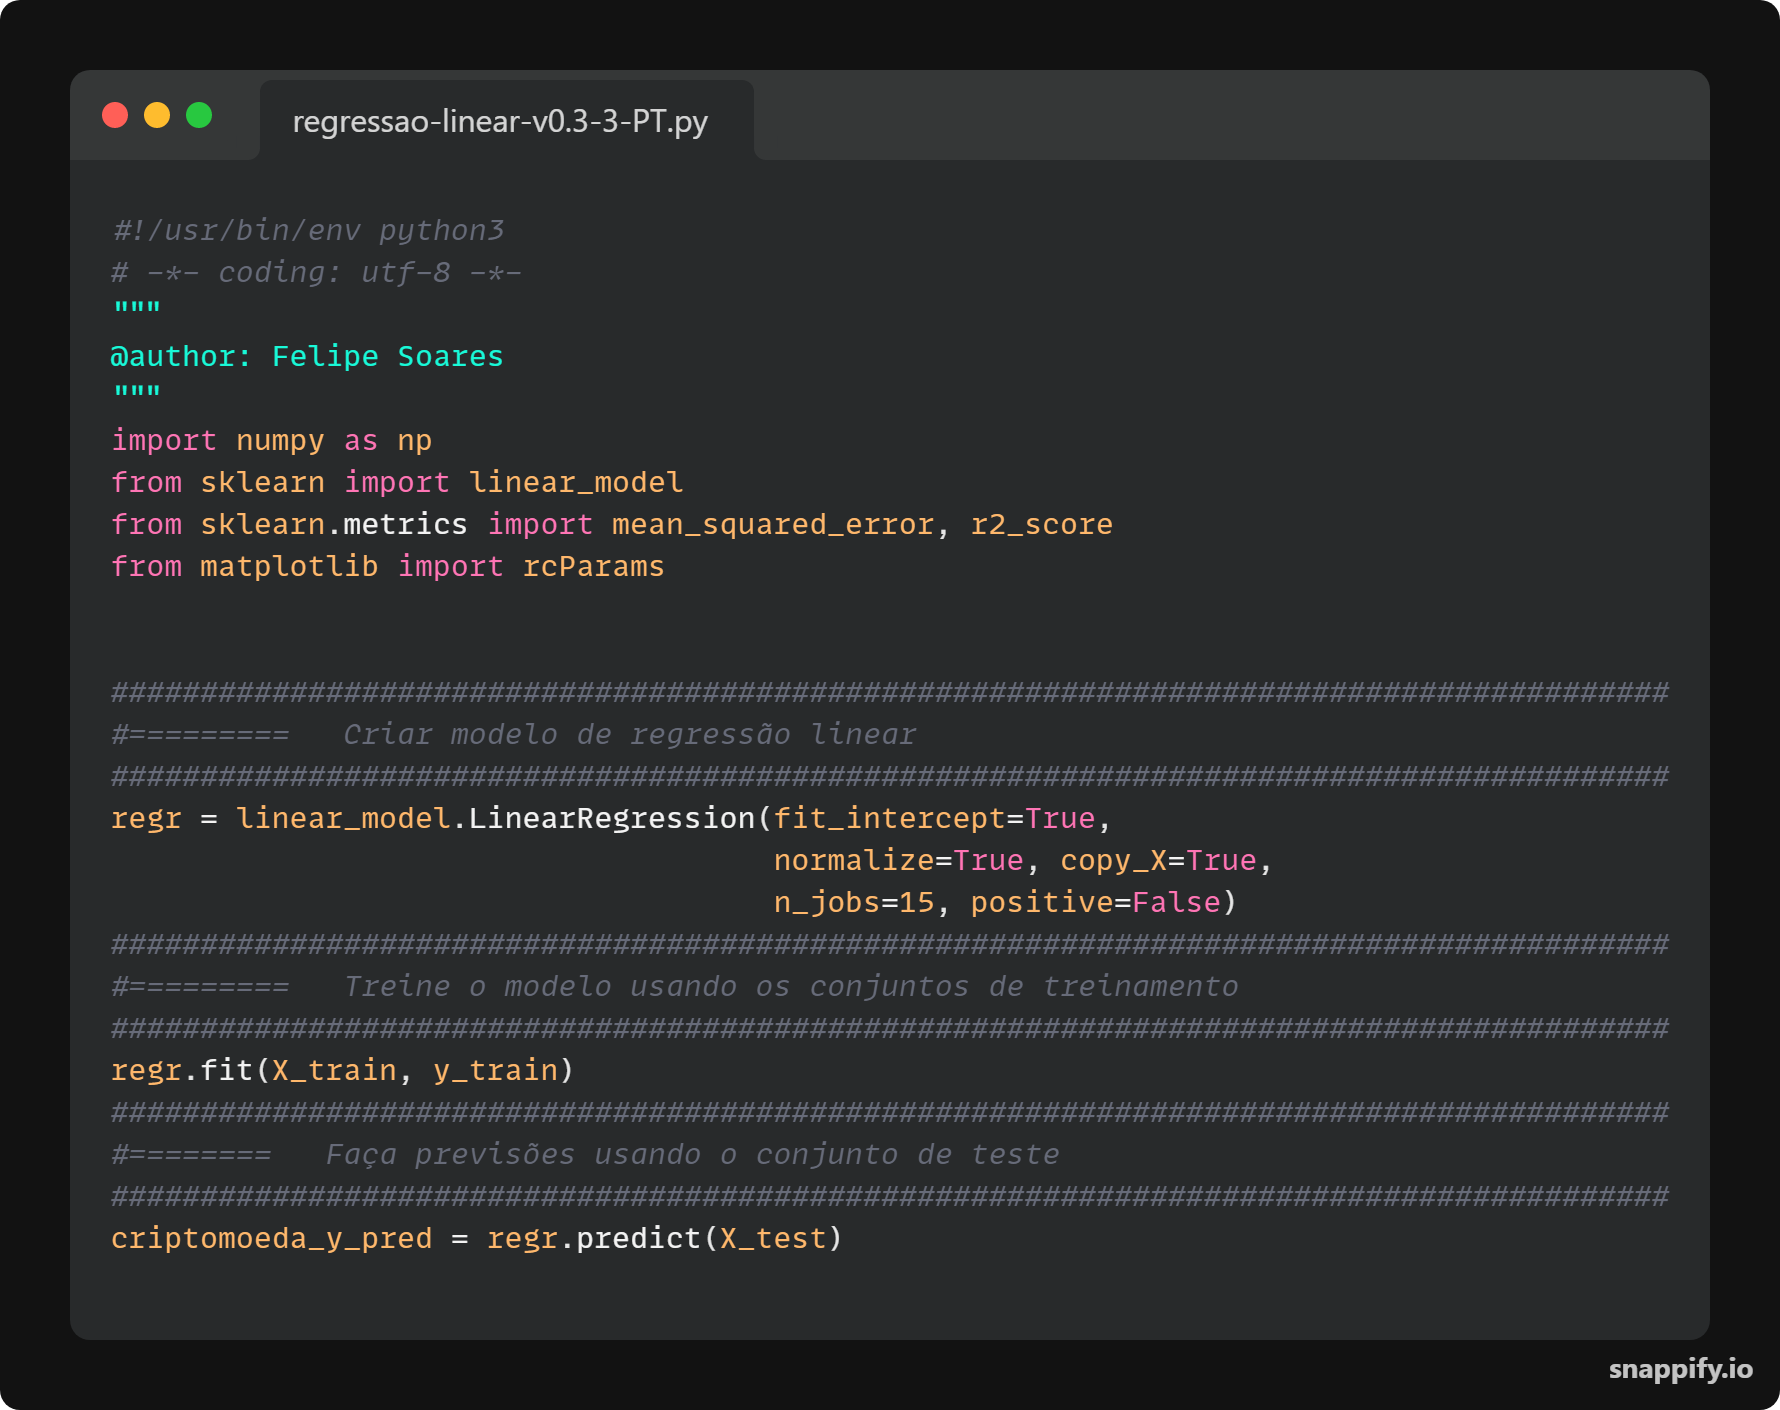 regressao-linear-v0.3-3-PT.py
#!/usr/bin/env python3
# -*- coding: utf-8 -*-
"""
@author: Felipe Soares
"""
import numpy as np
from sklearn import linear_model
from sklearn.metrics import mean_squared_error, r2_score
from matplotlib import rcParams
#######################################################################################
#=========   Criar modelo de regressão linear
#######################################################################################
regr = linear_model.LinearRegression(fit_intercept=True,
                                     normalize=True, copy_X=True,
                                     n_jobs=15, positive=False)
#######################################################################################
#=========   Treine o modelo usando os conjuntos de treinamento
#######################################################################################
regr.fit(X_train, y_train)
#######################################################################################
#========   Faça previsões usando o conjunto de teste
#######################################################################################
criptomoeda_y_pred = regr.predict(X_test)
snappify.io